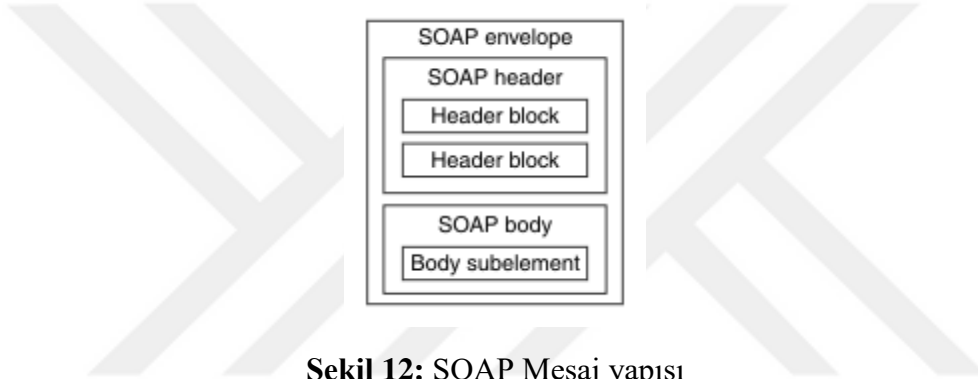 SOAP envelope
SOAP header
Header block
Header block
SOAP body
Body subelement
Şekil 12: SOAP Mesaj yapısı